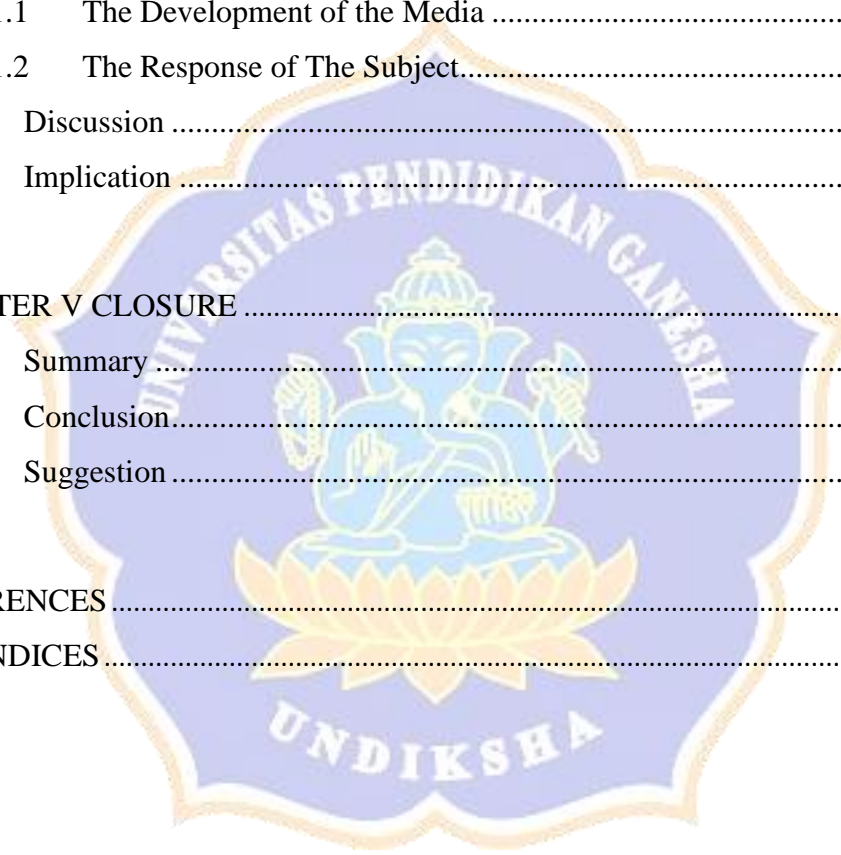 .1 The Development of the Media ................................................
.2 The Response of The Subject....................................................
Discussion .......................................................................................
Implication ......................................................................................
UNIVERSITAS PENDIDIKAN GANESHA
TER V CLOSURE ............................................................................
Summary .........................................................................................
Conclusion.......................................................................................
Suggestion .......................................................................................
RENCES ............................................................................................
NDICES .............................................................................................
UNDIKSHA